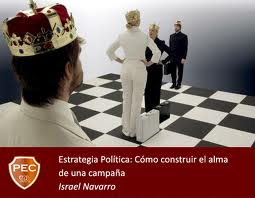 Estrategia Política: Cómo construir el alma
de una campaña
Israel Navarro
PEC